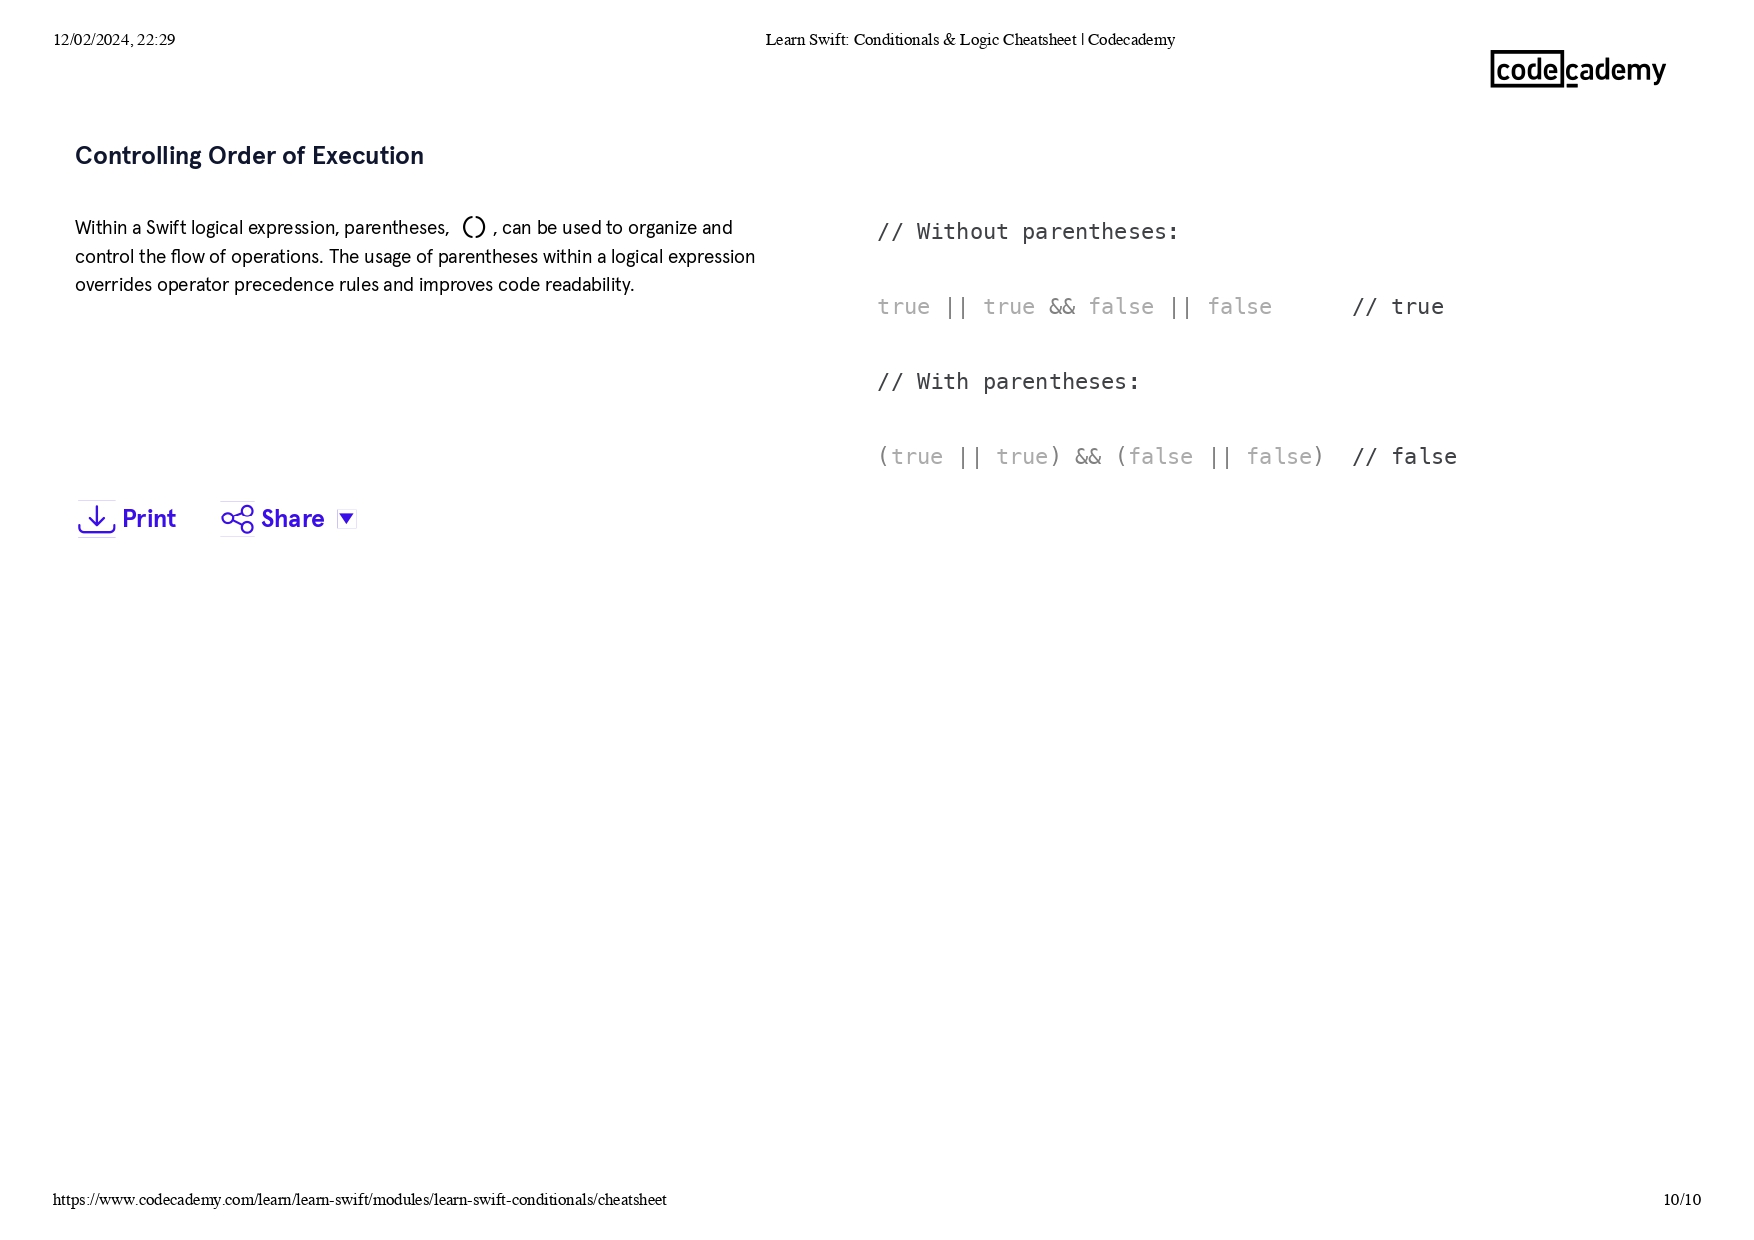 12/02/2024, 22:29
Learn Swift: Conditionals & Logic Cheatsheet | Codecademy
codecademy
Controlling Order of Execution
Within a Swift logical expression, parentheses, () , can be used to organize and
control the flow of operations. The usage of parentheses within a logical expression
overrides operator precedence rules and improves code readability.
// Without parentheses:
true || true && false || false      // true
// With parentheses:
(true || true) && (false || false)  // false
Print
Share ▼
https://www.codecademy.com/learn/learn-swift/modules/learn-swift-conditionals/cheatsheet
10/10